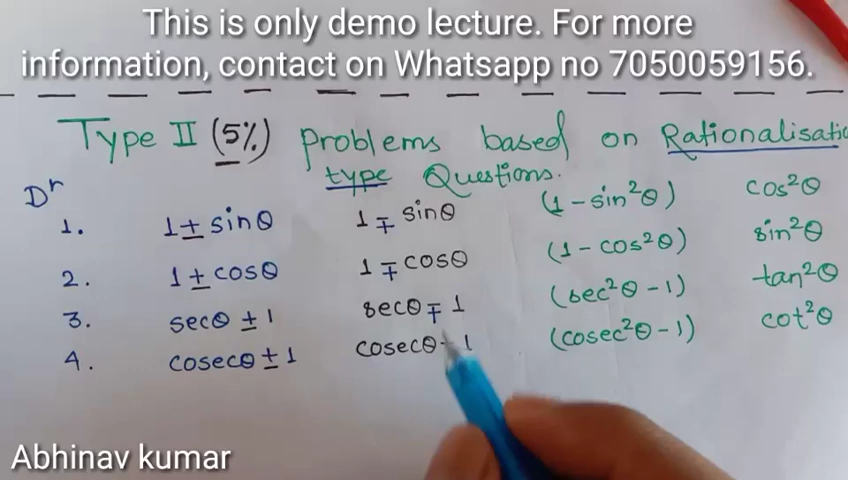 This is only demo lecture. For more
information, contact on Whatsapp no 7050059156.
Type II (5%) Problems based on Rationalisatio
type Questions.
Dr
1. 1 ± sinθ 1 ∓ sinθ (1 - sin²θ) cos²θ
2. 1 ± cosθ 1 ∓ cosθ (1 - cos²θ) sin²θ
3. secθ ± 1 secθ ∓ 1 (sec²θ - 1) tan²θ
4. cosecθ ± 1 cosecθ 1 (cosec²θ - 1) cot²θ
Abhinav kumar